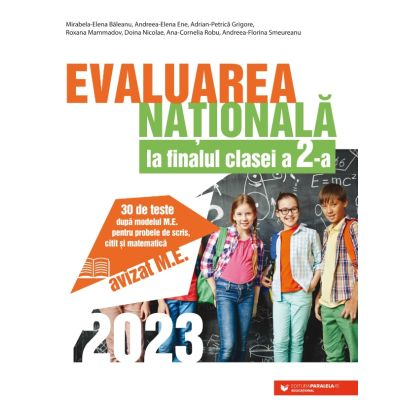 Mirabela-Elena Băleanu, Andreea-Elena Ene, Adrian-Petrică Grigore,
Roxana Mammadov, Doina Nicolae, Ana-Cornelia Robu, Andreea-Florina Smeureanu
EVALUAREA
NAȚIONALĂ
la finalul clasei a 2-a
30 de teste
după modelul M.E.
pentru probele de scris,
citit și matematică
avizat M.E.
2023
EDITURA PARALELA 45
EDUCAȚIONAL